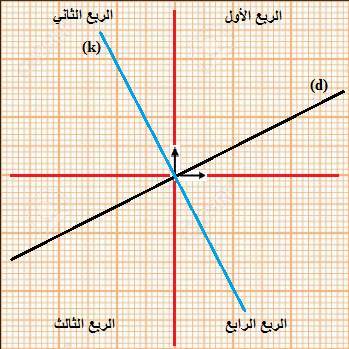 الربع الأول
الربع الثاني
(k)
(d)
الربع الثالث
الربع الرابع